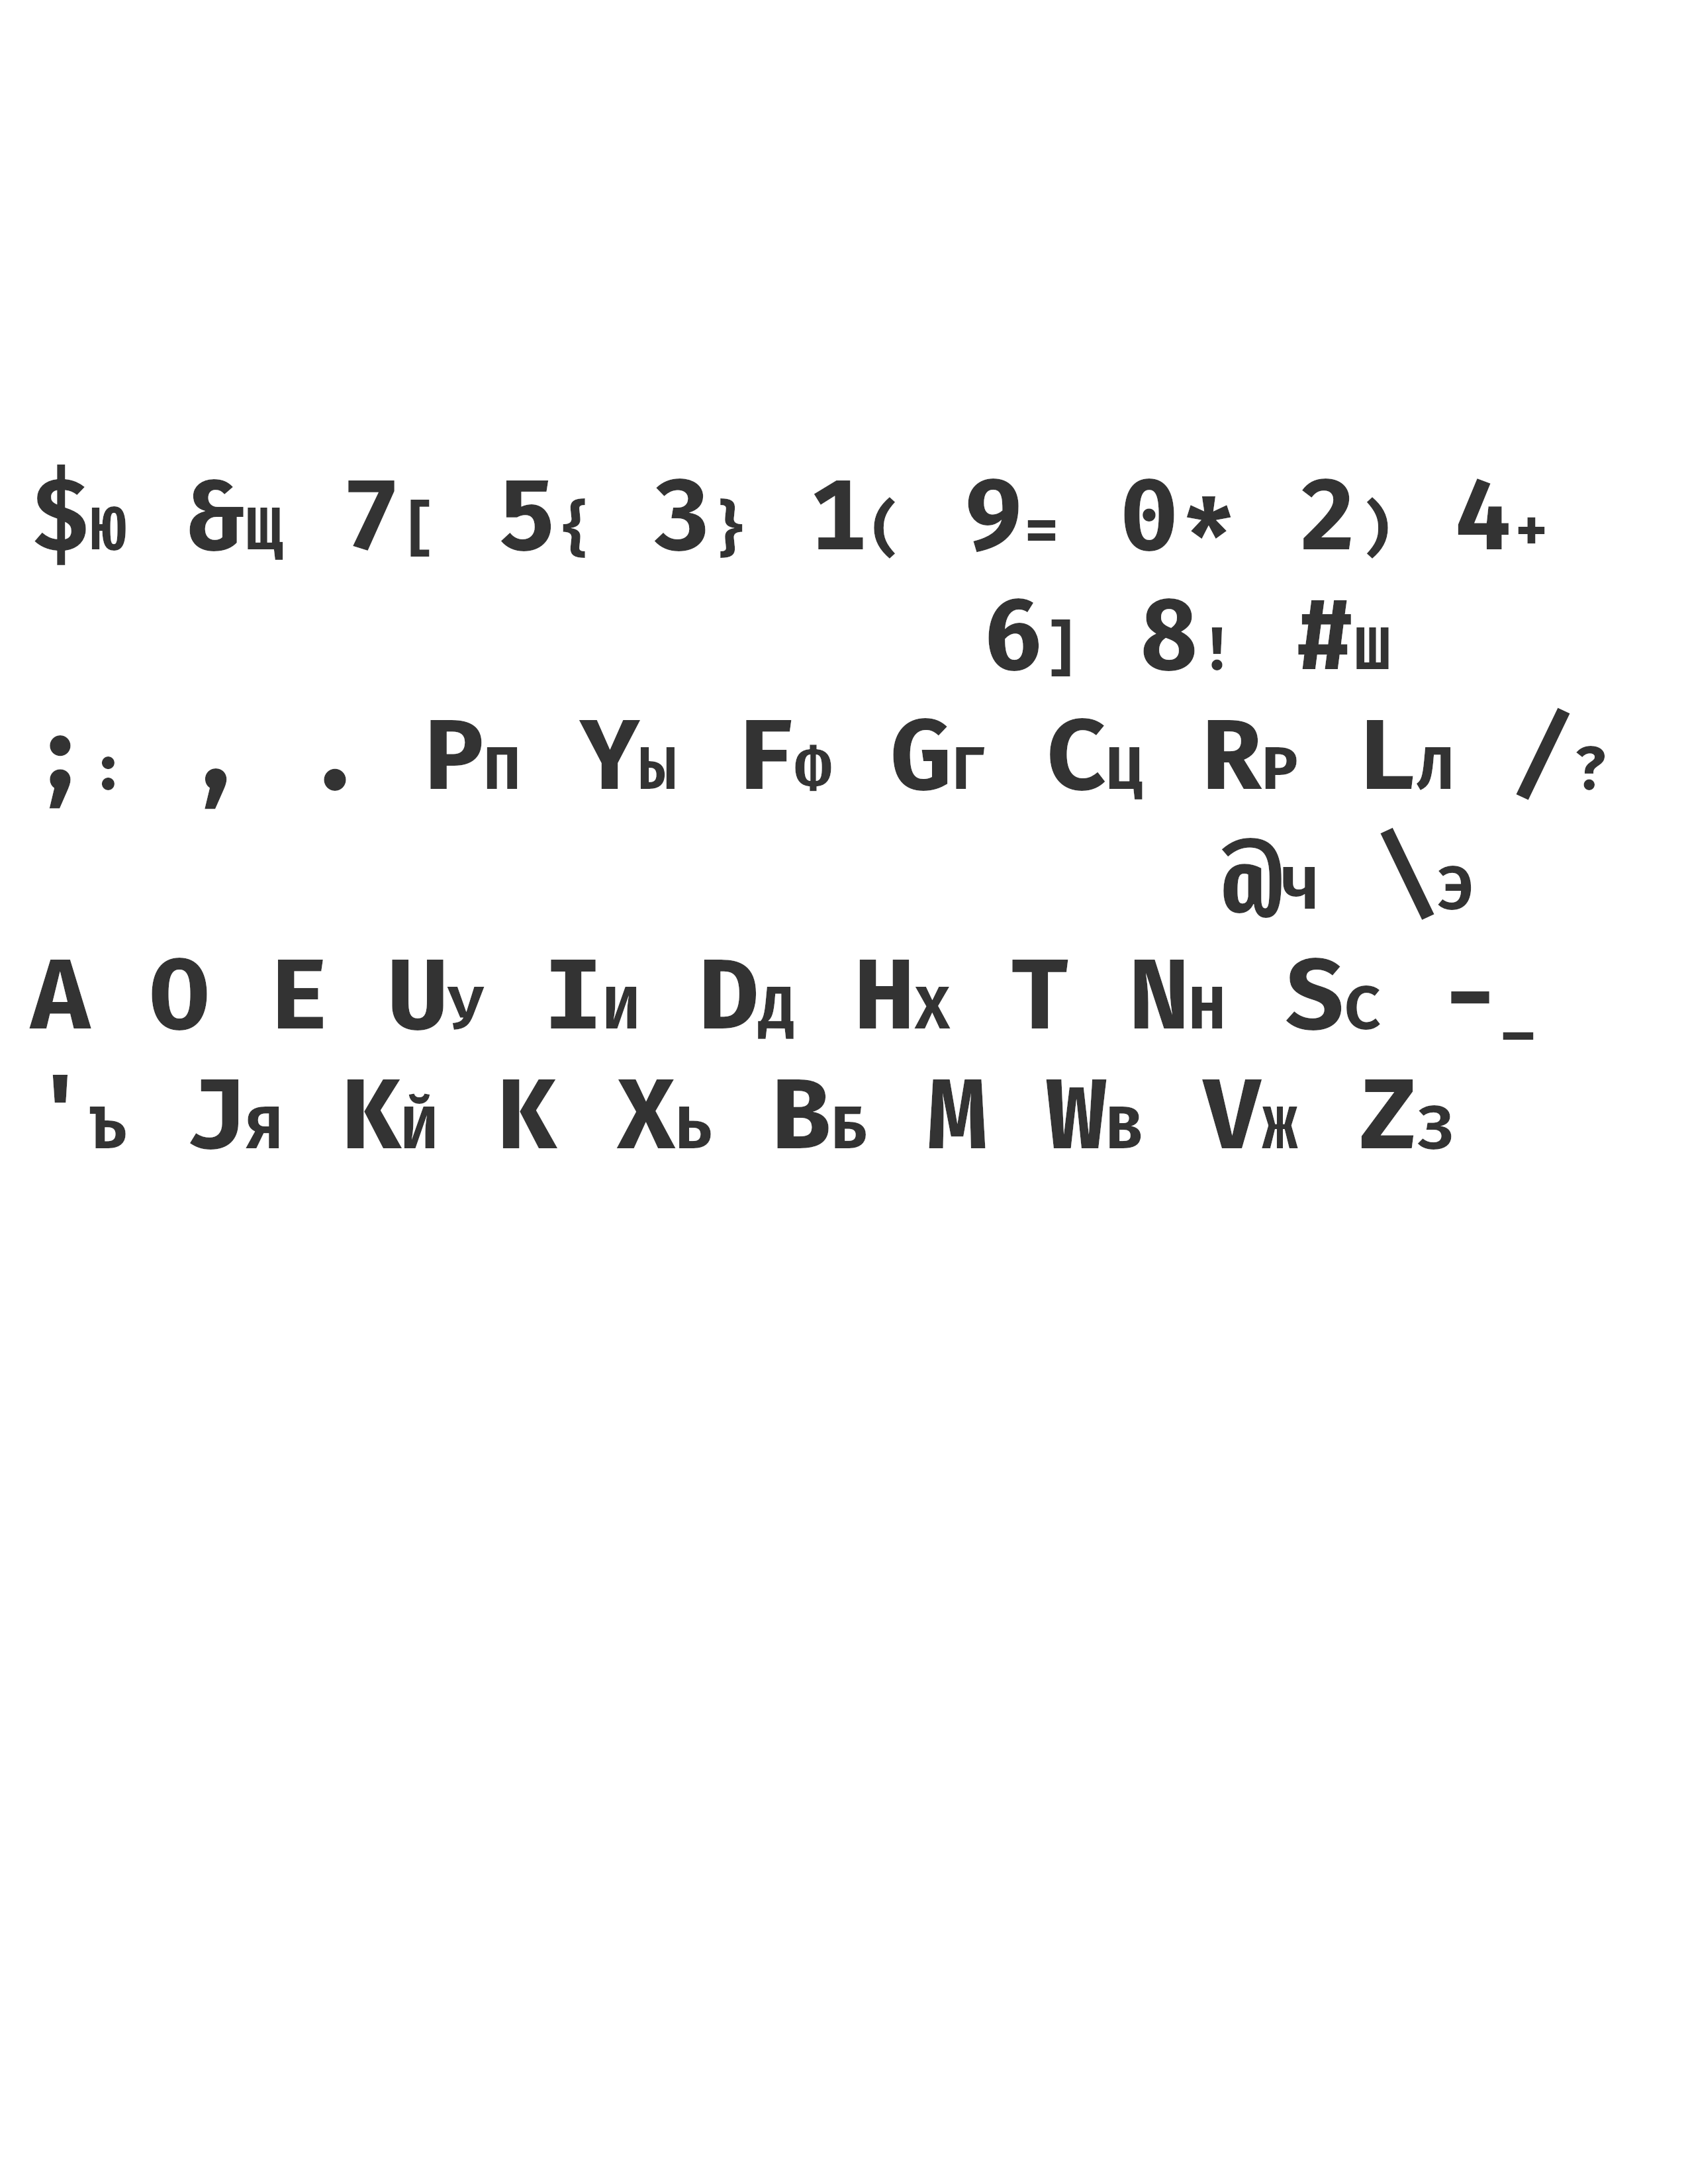 $ю &щ 7[ 5{ 3} 1( 9= 0* 2) 4+
6] 8! #ш
;: , . Pп Yы Fф Gг Cц Rр Lл /?
@ч \э
A O E Uу Iи Dд Hх T Nн Sс -_
'ъ Jя Kй K Xь Bб M Wв Vж Zз